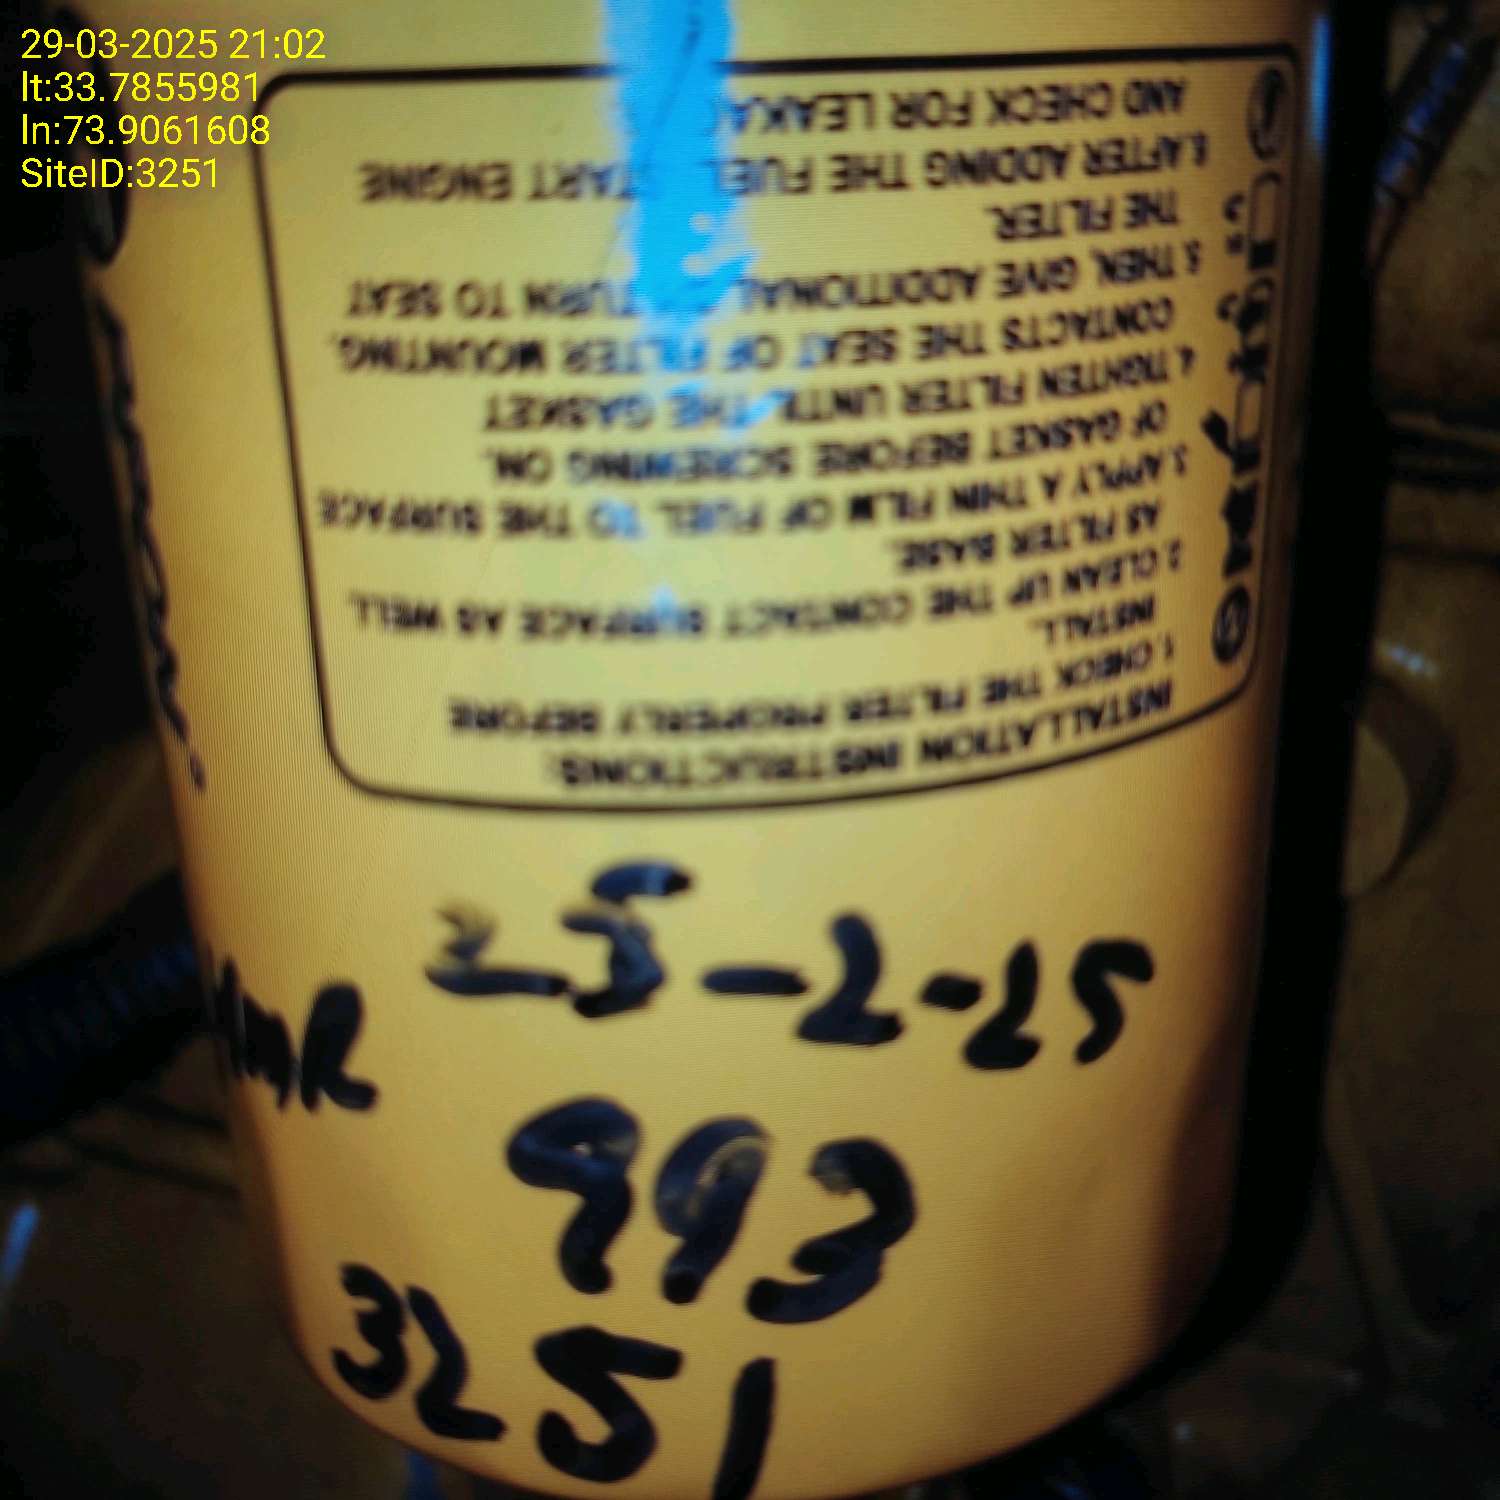 29-03-2025 21:02
lt:33.7855981
ln:73.9061608
SiteID:3251
INSTALLATION INSTRUCTIONS:
1. CHECK THE FILTER PROPERLY BEFORE
INSTALL.
2. CLEAN UP THE CONTACT SURFACE AS WELL
AS FILTER BASE.
3. APPLY A THIN FILM OF FUEL TO THE SURFACE
OF GASKET BEFORE SCREWING ON.
4. TIGHTEN FILTER UNTIL THE GASKET
CONTACTS THE SEAT OF FILTER MOUNTING.
5. THEN, GIVE ADDITIONAL TURN TO SEAT
THE FILTER.
6. AFTER ADDING THE FUEL START ENGINE
AND CHECK FOR
25-2-25
993
3251